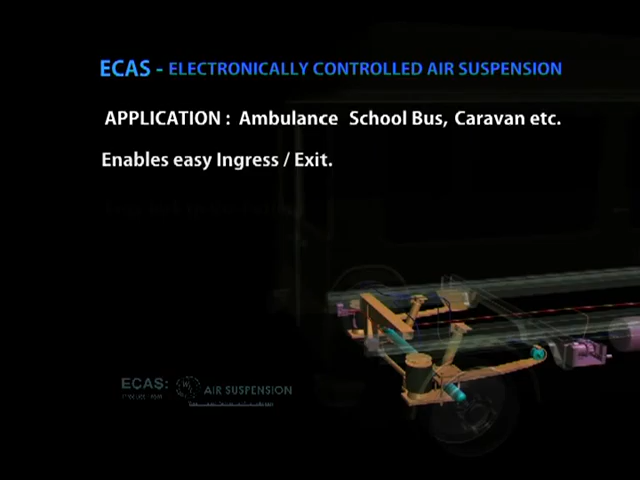 ECAS - ELECTRONICALLY CONTROLLED AIR SUSPENSION
APPLICATION : Ambulance School Bus, Caravan etc.
Enables easy Ingress / Exit.
ECAS:
AIR SUSPENSION